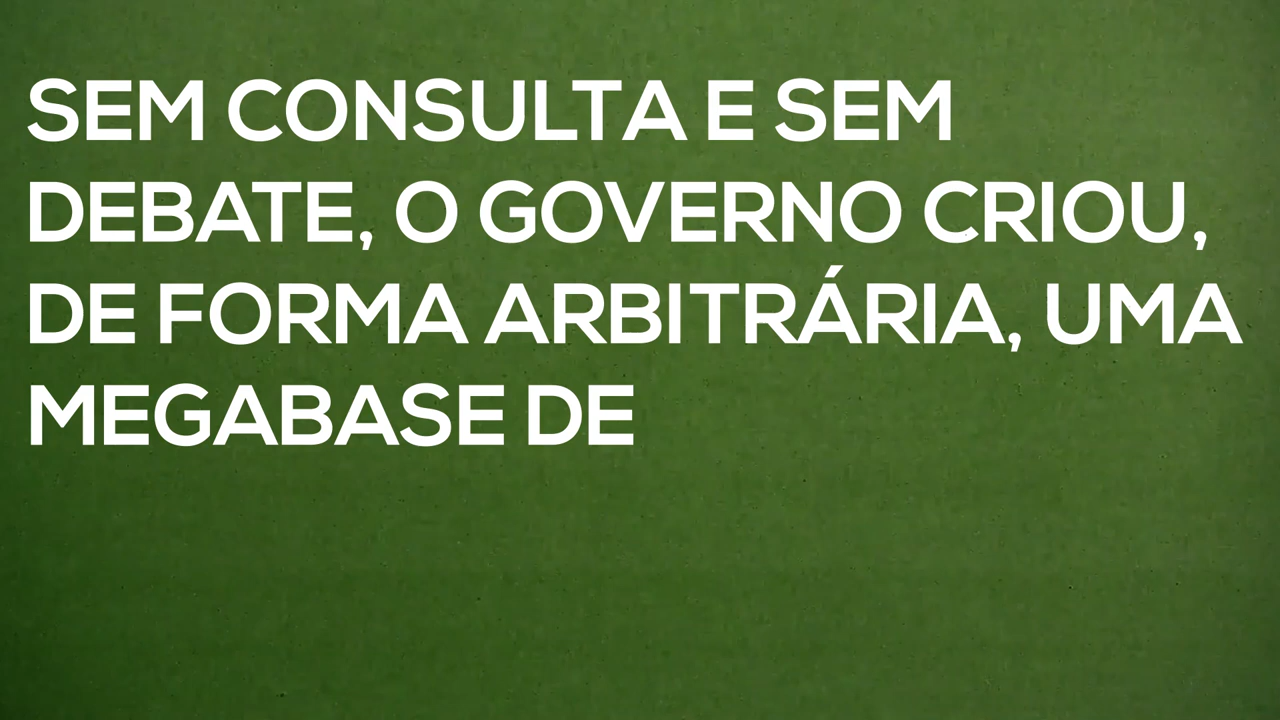 SEM CONSULTA E SEM
DEBATE, O GOVERNO CRIOU,
DE FORMA ARBITRÁRIA, UMA
MEGABASE DE